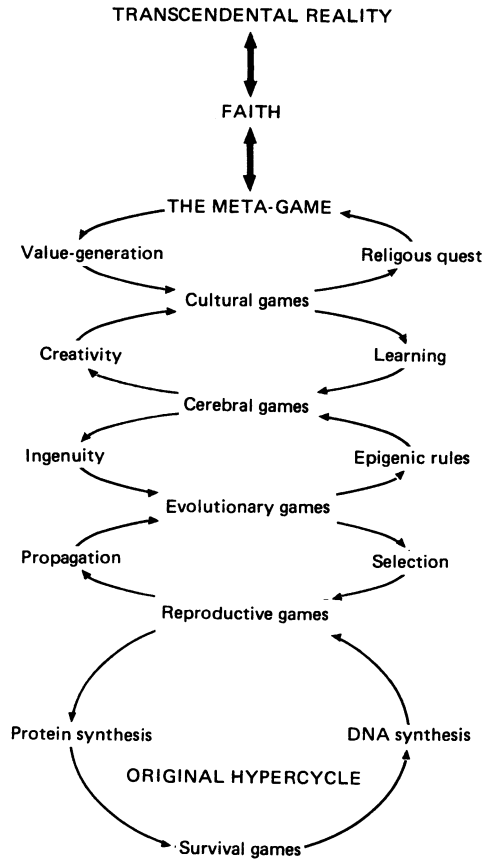 TRANSCENDENTAL REALITY
FAITH
THE META-GAME
Value-generation
Religous quest
Cultural games
Creativity
Learning
Cerebral games
Ingenuity
Epigenic rules
Evolutionary games
Propagation
Selection
Reproductive games
Protein synthesis
DNA synthesis
ORIGINAL HYPERCYCLE
Survival games